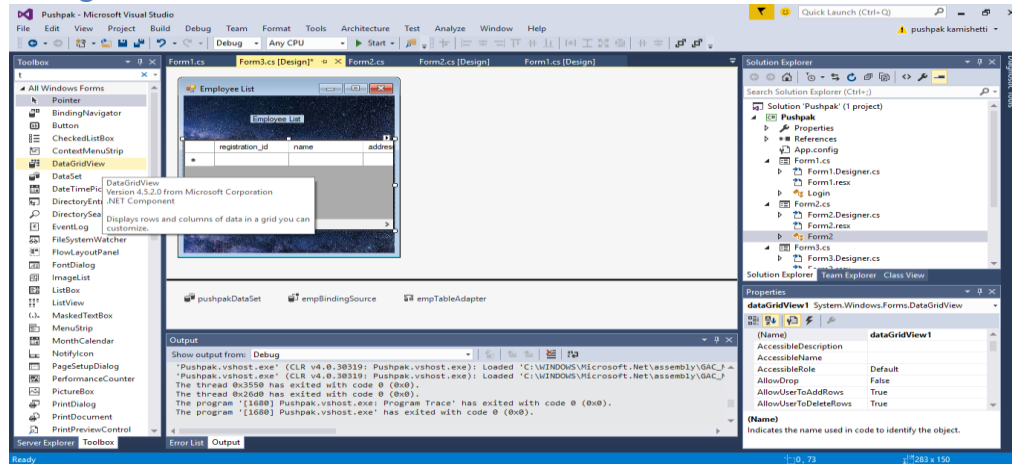 Pushpak - Microsoft Visual Studio
Quick Launch (Ctrl+Q)
File Edit View Project Build Debug Team Format Tools Architecture Test Analyze Window Help
pushpak kamishetti
Debug Any CPU Start
Toolbox
t
All Windows Forms
Pointer
BindingNavigator
Button
CheckedListBox
ContextMenuStrip
DataGridView
DataSet
DateTimePic
DirectoryEnt
DirectorySea
EventLog
FileSystemWatcher
FlowLayoutPanel
FontDialog
ImageList
ListBox
ListView
MaskedTextBox
MenuStrip
MonthCalendar
NotifyIcon
PageSetupDialog
PerformanceCounter
PictureBox
PrintDialog
PrintDocument
PrintPreviewControl
Server Explorer Toolbox
DataGridView
Version 4.5.2.0 from Microsoft Corporation
.NET Component
Displays rows and columns of data in a grid you can
customize.
Form1.cs Form3.cs [Design]* Form2.cs Form2.cs [Design] Form1.cs [Design]
Employee List
Employee List
registration_id name addres
pushpakDataSet empBindingSource empTableAdapter
Output
Show output from: Debug
'Pushpak.vshost.exe' (CLR v4.0.30319: Pushpak.vshost.exe): Loaded 'C:\WINDOWS\Microsoft.Net\assembly\GAC_M
'Pushpak.vshost.exe' (CLR v4.0.30319: Pushpak.vshost.exe): Loaded 'C:\WINDOWS\Microsoft.Net\assembly\GAC_M
The thread 0x3550 has exited with code 0 (0x0).
The thread 0x26d0 has exited with code 0 (0x0).
The program '[1680] Pushpak.vshost.exe: Program Trace' has exited with code 0 (0x0).
The program '[1680] Pushpak.vshost.exe' has exited with code 0 (0x0).
Error List Output
Solution Explorer
Search Solution Explorer (Ctrl+;)
Solution 'Pushpak' (1 project)
Pushpak
Properties
References
App.config
Form1.cs
Form1.Designer.cs
Form1.resx
Login
Form2.cs
Form2.Designer.cs
Form2.resx
Form2
Form3.cs
Form3.Designer.cs
Solution Explorer Team Explorer Class View
Properties
dataGridView1 System.Windows.Forms.DataGridView
(Name) dataGridView1
AccessibleDescription
AccessibleName
AccessibleRole Default
AllowDrop False
AllowUserToAddRows True
AllowUserToDeleteRows True
(Name)
Indicates the name used in code to identify the object.
Diagnostic Tools
Ready
0 , 73
283 x 150